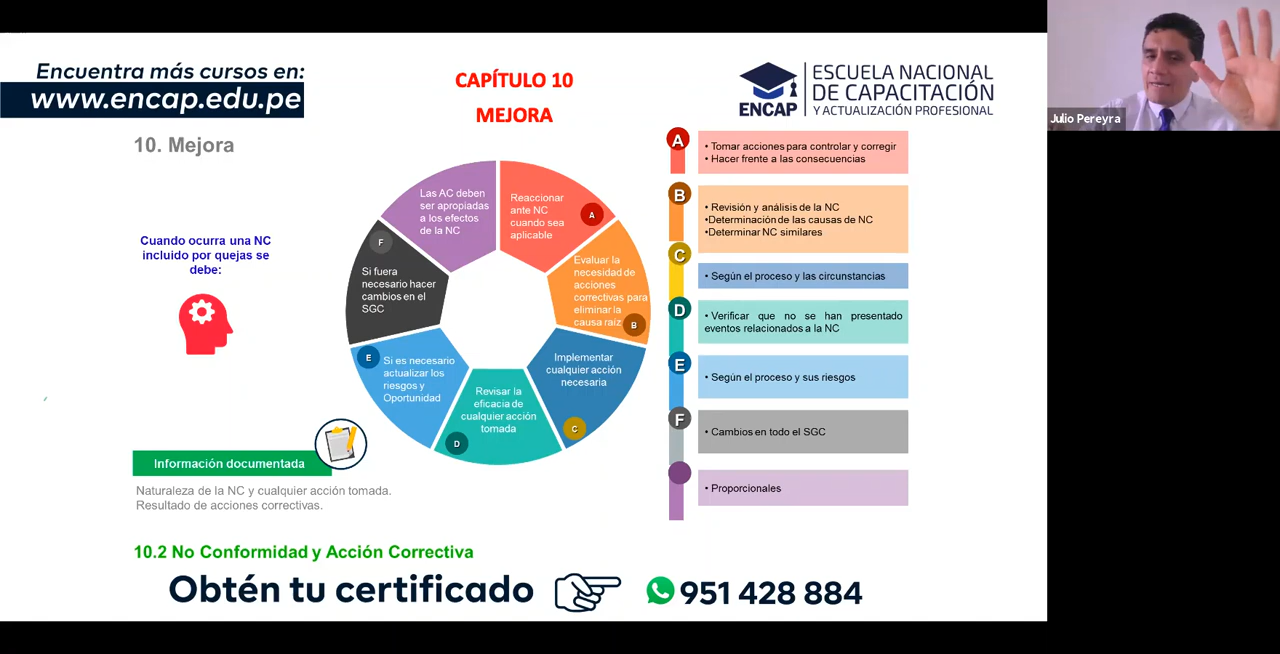 Encuentra más cursos en:
www.encap.edu.pe
CAPÍTULO 10
MEJORA
ENCAP
ESCUELA NACIONAL
DE CAPACITACIÓN
Y ACTUALIZACIÓN PROFESIONAL
Julio Pereyra
10. Mejora
Cuando ocurra una NC
incluido por quejas se
debe:
Las AC deben
ser apropiadas
a los efectos
de la NC
Reaccionar
ante NC
cuando sea
aplicable
A
Evaluar la
necesidad de
acciones
correctivas para
eliminar la
causa raíz
B
Implementar
cualquier acción
necesaria
C
Revisar la
eficacia de
cualquier acción
tomada
D
E
Si es necesario
actualizar los
riesgos y
Oportunidad
F
Si fuera
necesario hacer
cambios en el
SGC
A
• Tomar acciones para controlar y corregir
• Hacer frente a las consecuencias
B
• Revisión y análisis de la NC
•Determinación de las causas de NC
•Determinar NC similares
C
• Según el proceso y las circunstancias
D
• Verificar que no se han presentado
eventos relacionados a la NC
E
• Según el proceso y sus riesgos
F
• Cambios en todo el SGC
• Proporcionales
Información documentada
Naturaleza de la NC y cualquier acción tomada.
Resultado de acciones correctivas.
10.2 No Conformidad y Acción Correctiva
Obtén tu certificado
951 428 884